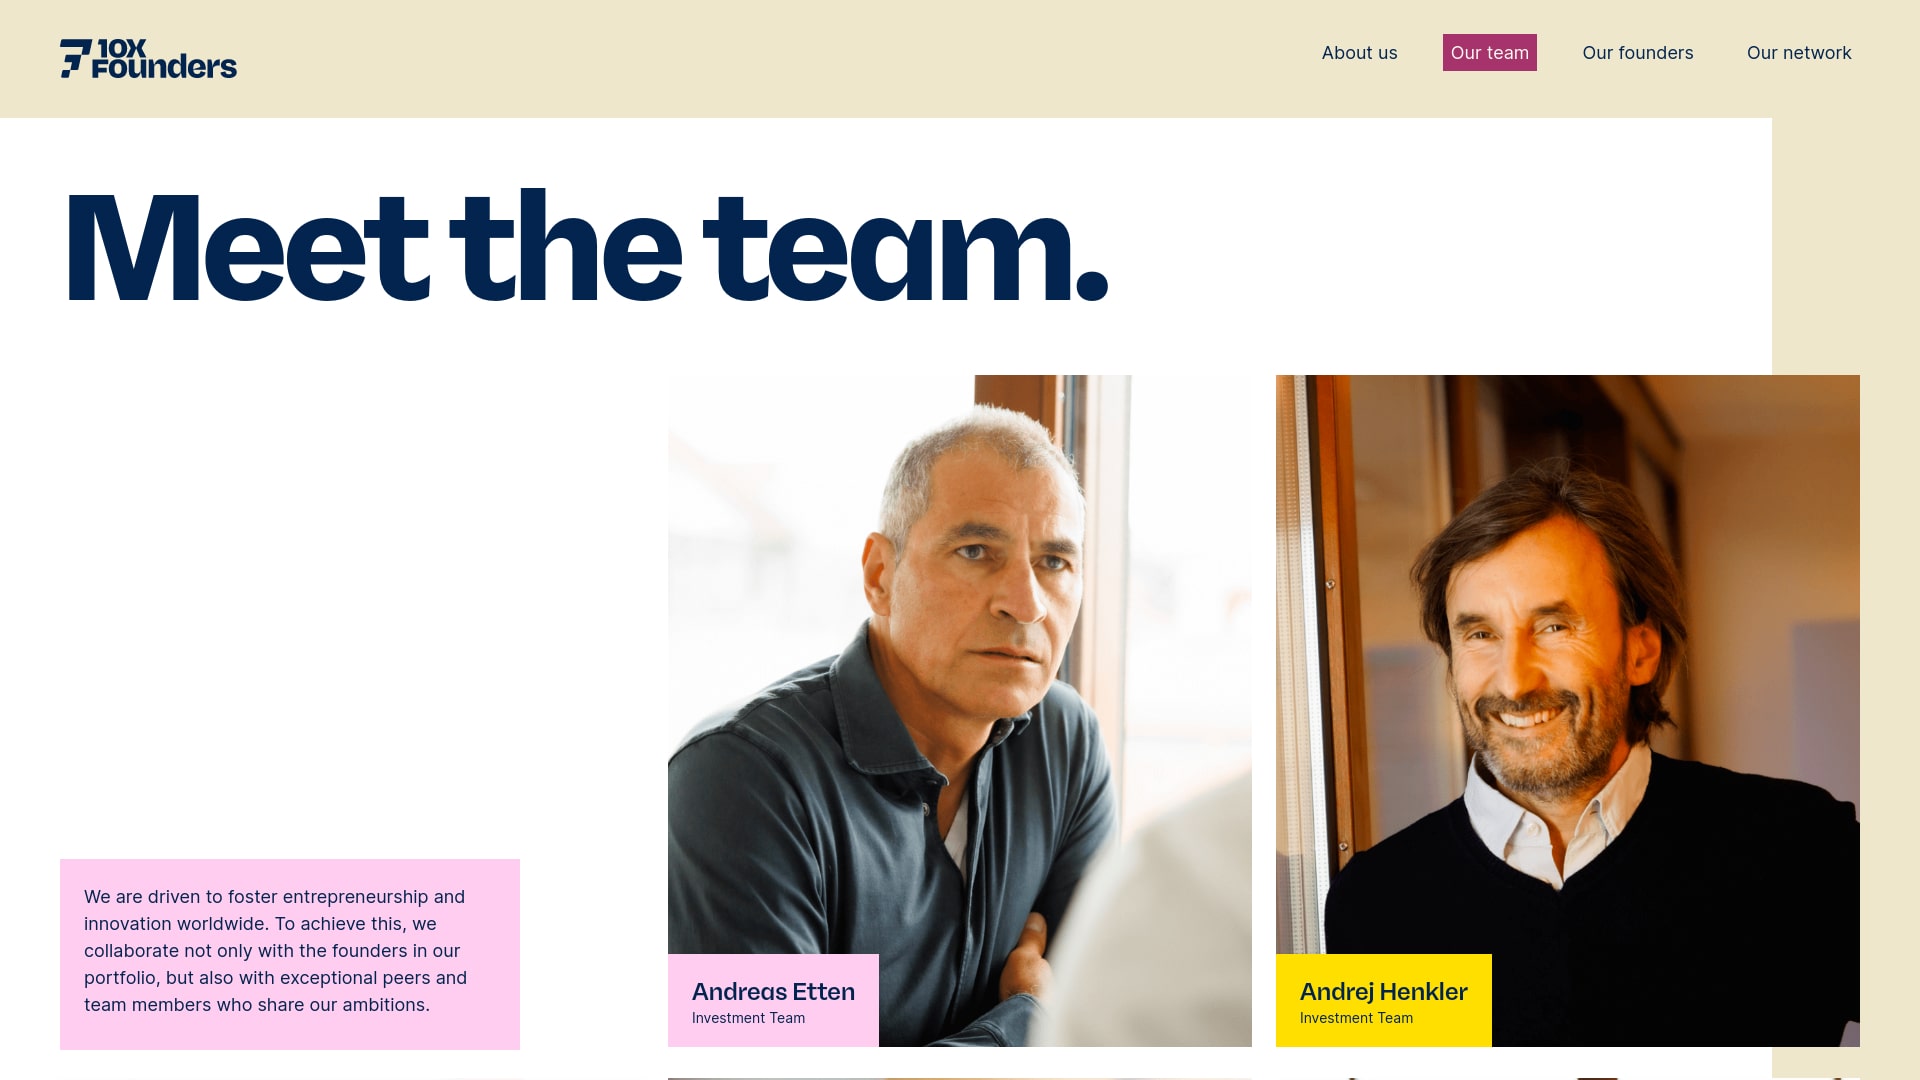 10X
Founders
About us
Our team
Our founders
Our network
Meet the team.
We are driven to foster entrepreneurship and
innovation worldwide. To achieve this, we
collaborate not only with the founders in our
portfolio, but also with exceptional peers and
team members who share our ambitions.
Andreas Etten
Investment Team
Andrej Henkler
Investment Team